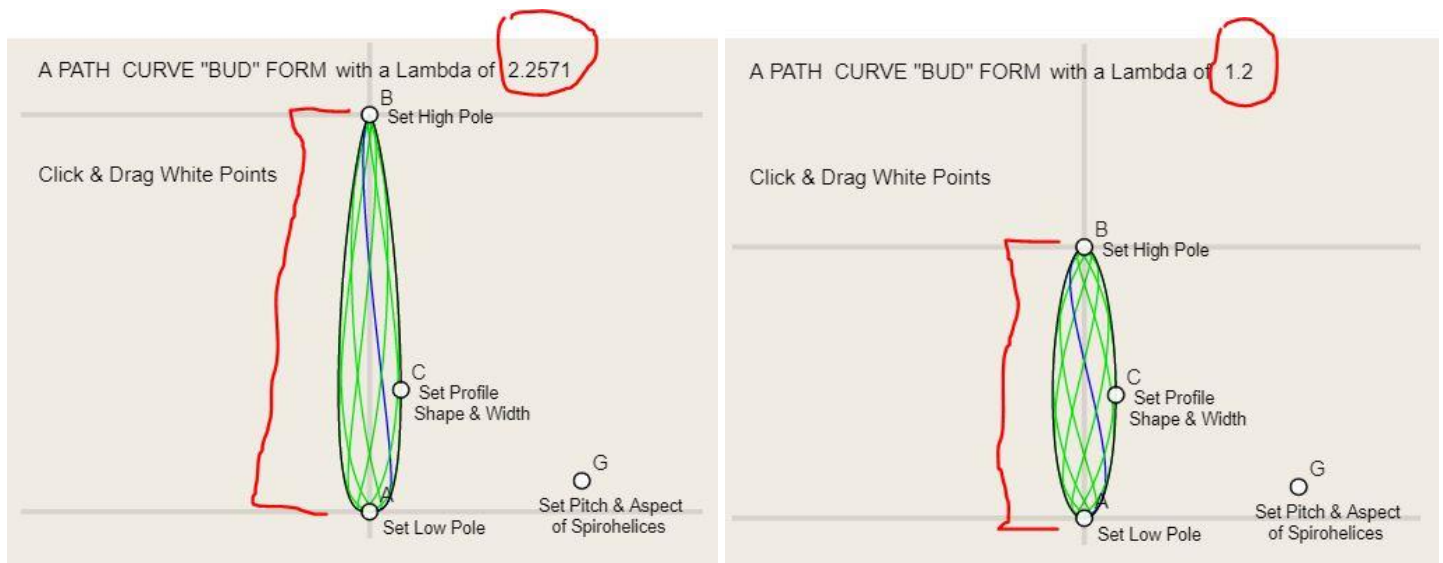 A PATH CURVE "BUD" FORM with a Lambda of 2.2571
B
Set High Pole
Click & Drag White Points
C
Set Profile
Shape & Width
G
A
Set Pitch & Aspect
of Spirohelices
Set Low Pole
A PATH CURVE "BUD" FORM with a Lambda of 1.2
Click & Drag White Points
B
Set High Pole
C
Set Profile
Shape & Width
G
A
Set Pitch & Aspect
of Spirohelices
Set Low Pole